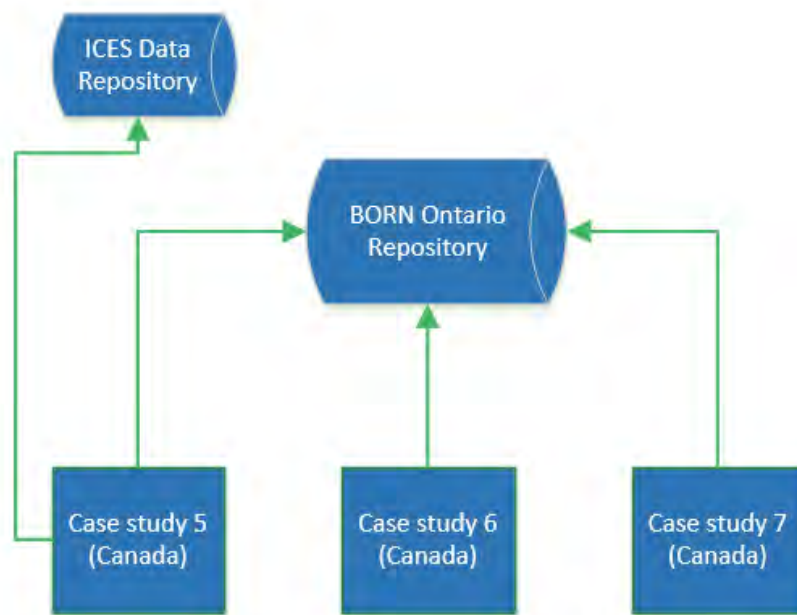 ICES Data
Repository
BORN Ontario
Repository
Case study 5
(Canada)
Case study 6
(Canada)
Case study 7
(Canada)